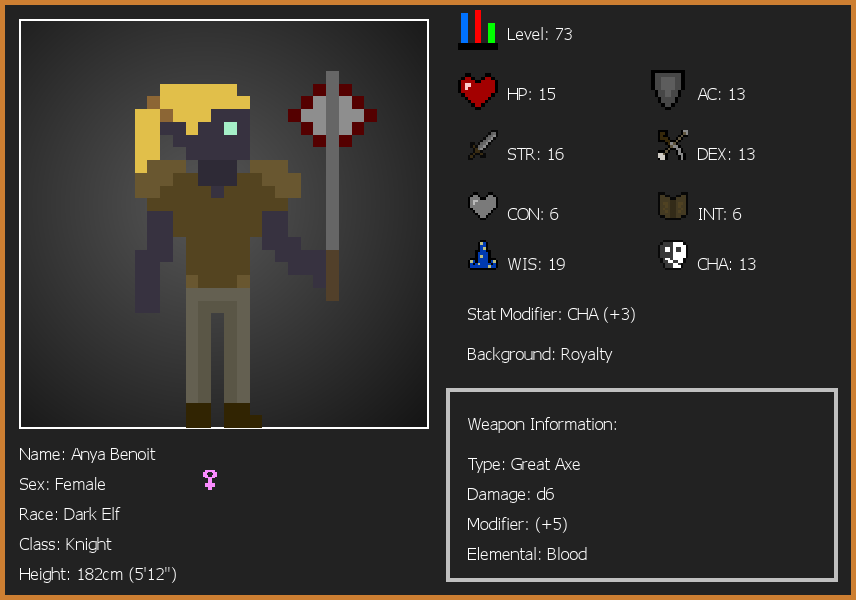 Level: 73
HP: 15
AC: 13
STR: 16
DEX: 13
CON: 6
INT: 6
WIS: 19
CHA: 13
Stat Modifier: CHA (+3)
Background: Royalty
Weapon Information:
Type: Great Axe
Damage: d6
Modifier: (+5)
Elemental: Blood
Name: Anya Benoit
Sex: Female
Race: Dark Elf
Class: Knight
Height: 182cm (5'12")